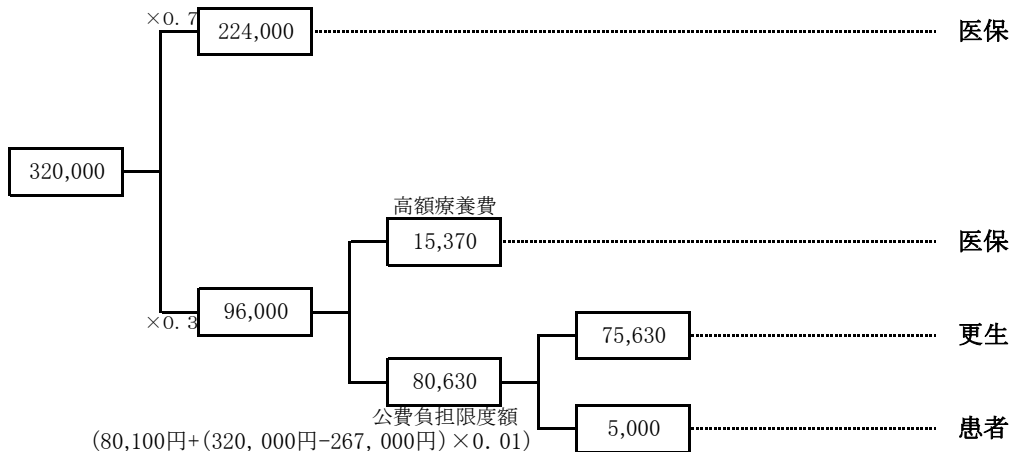 ×0.7
224,000 医保
320,000
高額療養費
15,370 医保
96,000
×0.3
75,630 更生
80,630
公費負担限度額
5,000 患者
(80,100円+(320,000円-267,000円)×0.01)